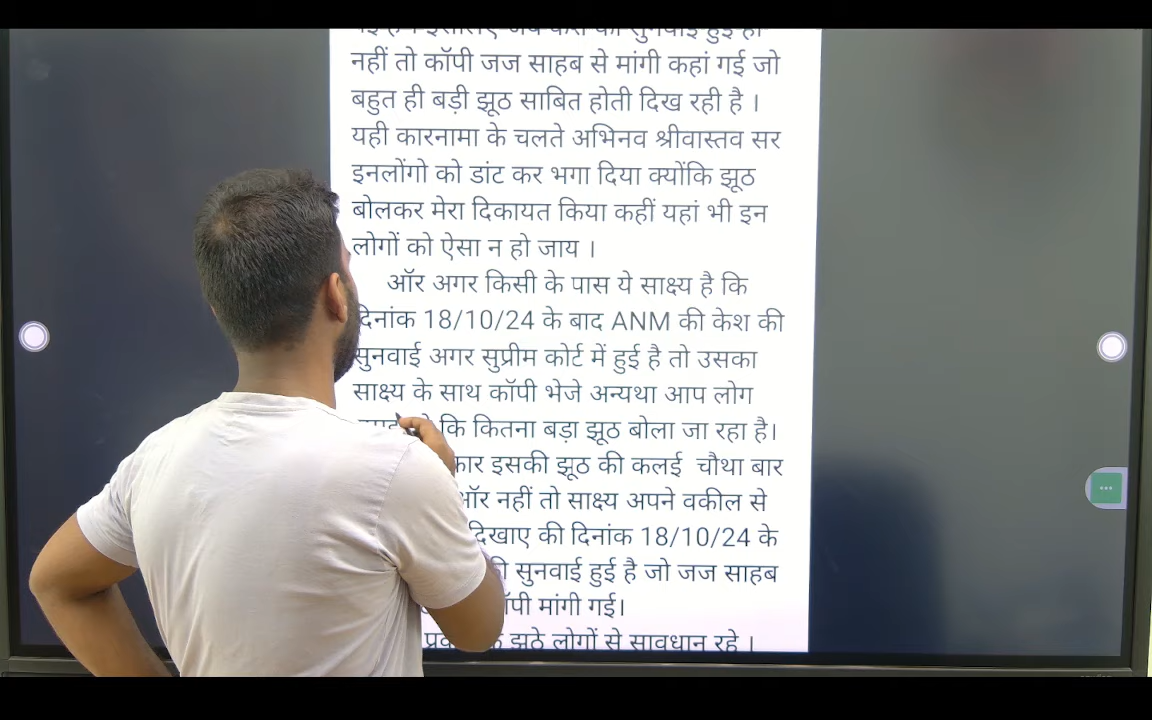 नहीं तो कॉपी जज साहब से मांगी कहां गई जो
बहुत ही बड़ी झूठ साबित होती दिख रही है ।
यही कारनामा के चलते अभिनव श्रीवास्तव सर
इनलोंगो को डांट कर भगा दिया क्योंकि झूठ
बोलकर मेरा दिकायत किया कहीं यहां भी इन
लोगों को ऐसा न हो जाय ।
ऑर अगर किसी के पास ये साक्ष्य है कि
दिनांक 18/10/24 के बाद ANM की केश की
सुनवाई अगर सुप्रीम कोर्ट में हुई है तो उसका
साक्ष्य के साथ कॉपी भेजे अन्यथा आप लोग
कि कितना बड़ा झूठ बोला जा रहा है।
इसकी झूठ की कलई चौथा बार
ऑर नहीं तो साक्ष्य अपने वकील से
दिखाए की दिनांक 18/10/24 के
सुनवाई हुई है जो जज साहब
मांगी गई।
झूठे लोगों से सावधान रहे ।